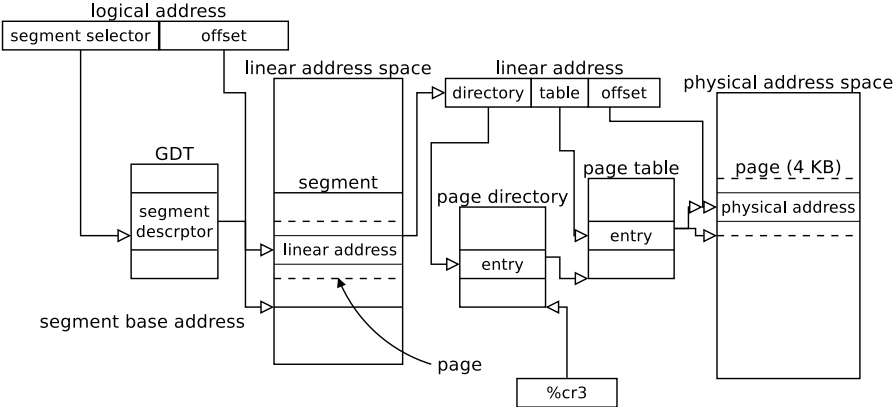 logical address
segment selector
offset
linear address space
linear address
directory
table
offset
physical address space
GDT
segment
descrptor
segment
linear address
segment base address
page
page directory
entry
page table
entry
%cr3
page (4 KB)
physical address